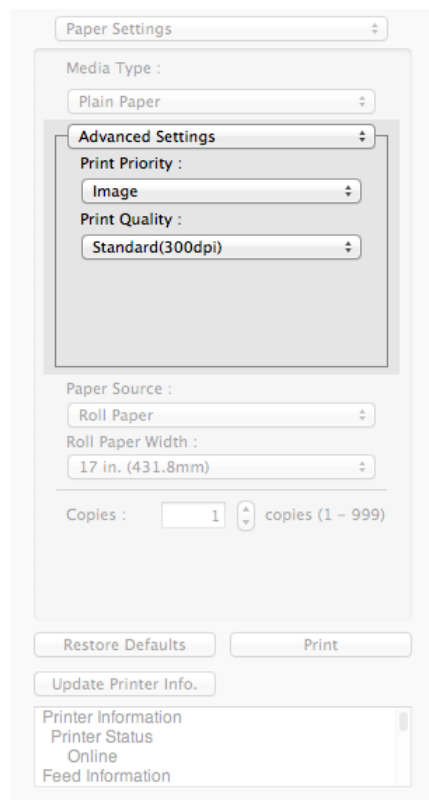 Paper Settings
Media Type :
Plain Paper
Advanced Settings
Print Priority :
Image
Print Quality :
Standard(300dpi)
Paper Source :
Roll Paper
Roll Paper Width :
17 in. (431.8mm)
Copies : 1 copies (1 – 999)
Restore Defaults Print
Update Printer Info.
Printer Information
Printer Status
Online
Feed Information